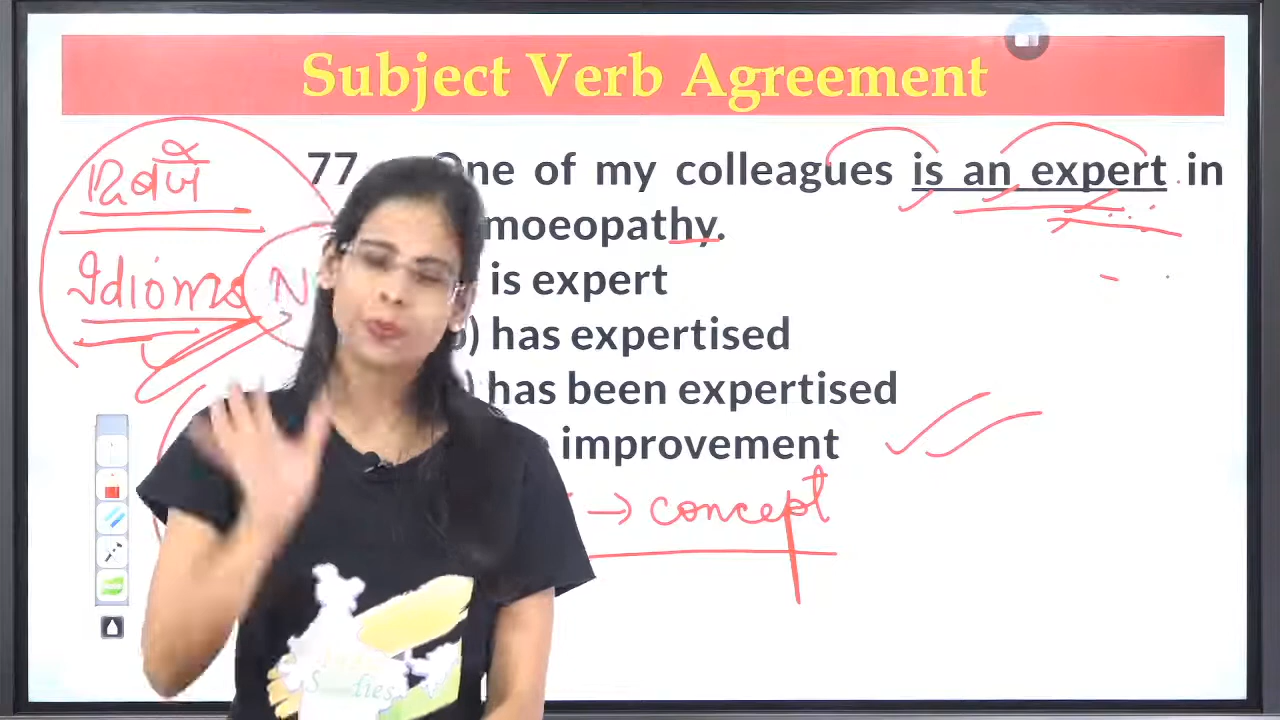 Subject Verb Agreement
77. One of my colleagues is an expert in
moeopathy.
is expert
b) has expertised
) has been expertised
improvement
Idioms
N
→ concept
Studies